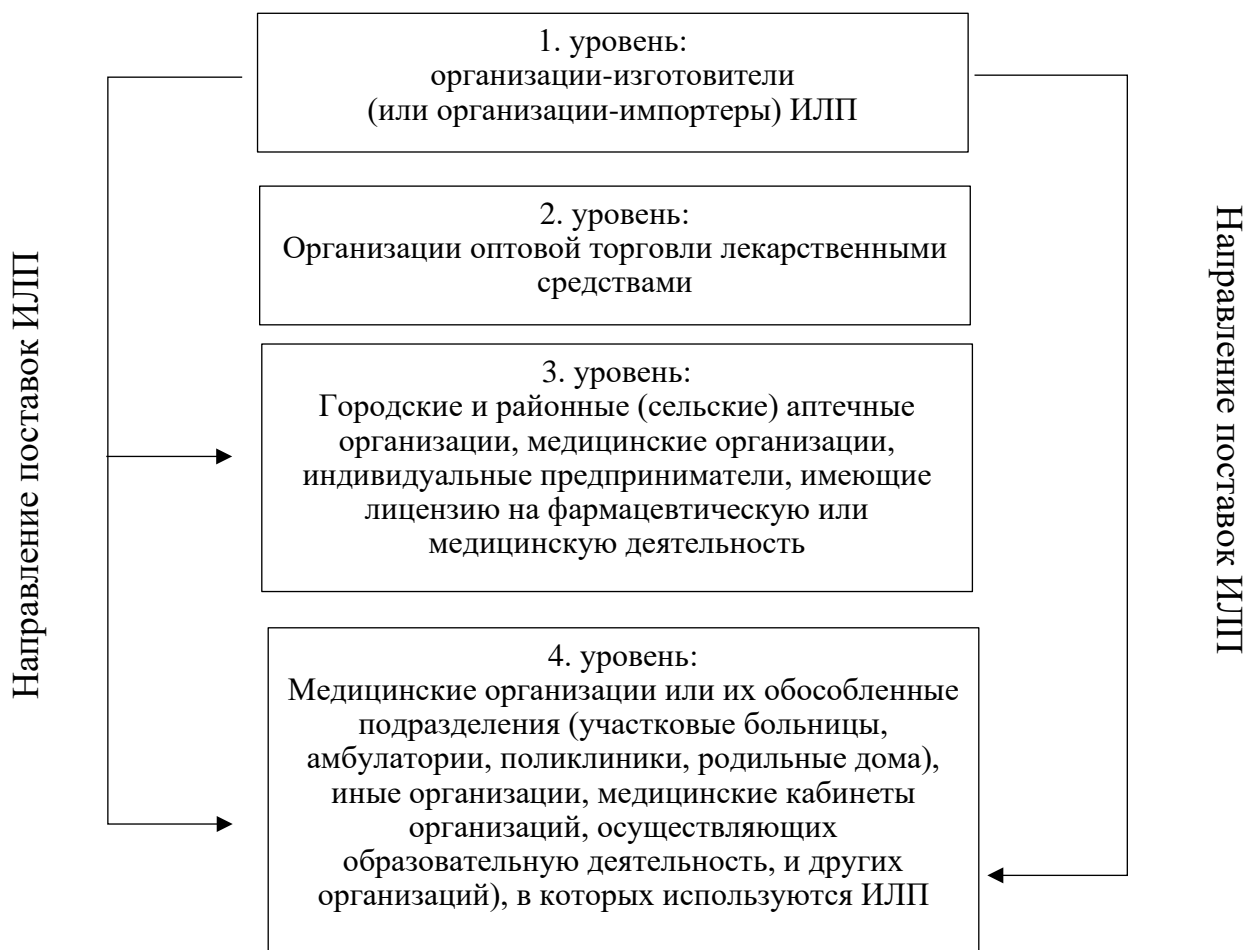 1. уровень:
организации-изготовители
(или организации-импортеры) ИЛП
2. уровень:
Организации оптовой торговли лекарственными
средствами
3. уровень:
Городские и районные (сельские) аптечные
организации, медицинские организации,
индивидуальные предприниматели, имеющие
лицензию на фармацевтическую или
медицинскую деятельность
4. уровень:
Медицинские организации или их обособленные
подразделения (участковые больницы,
амбулатории, поликлиники, родильные дома),
иные организации, медицинские кабинеты
организаций, осуществляющих
образовательную деятельность, и других
организаций), в которых используются ИЛП
Направление поставок ИЛП
Направление поставок ИЛП